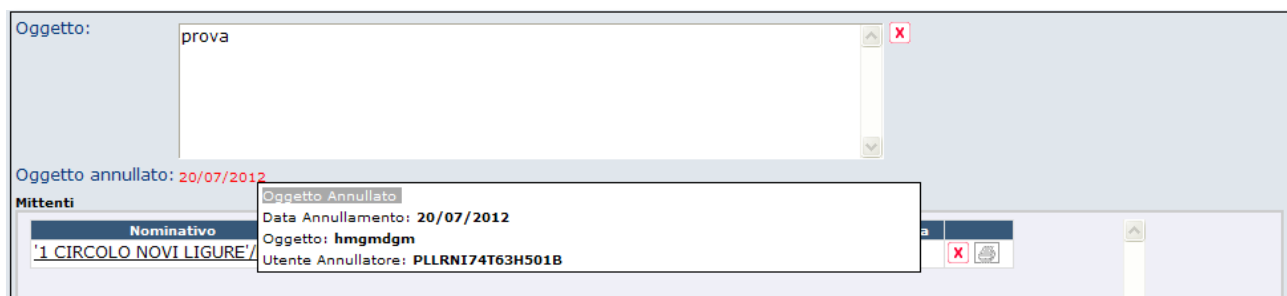 Oggetto:
prova
Oggetto annullato: 20/07/2012
Oggetto Annullato
Data Annullamento: 20/07/2012
Oggetto: hmgmdgm
Utente Annullatore: PLLRNI74T63H501B
Mittenti
Nominativo
a
'1 CIRCOLO NOVI LIGURE'/